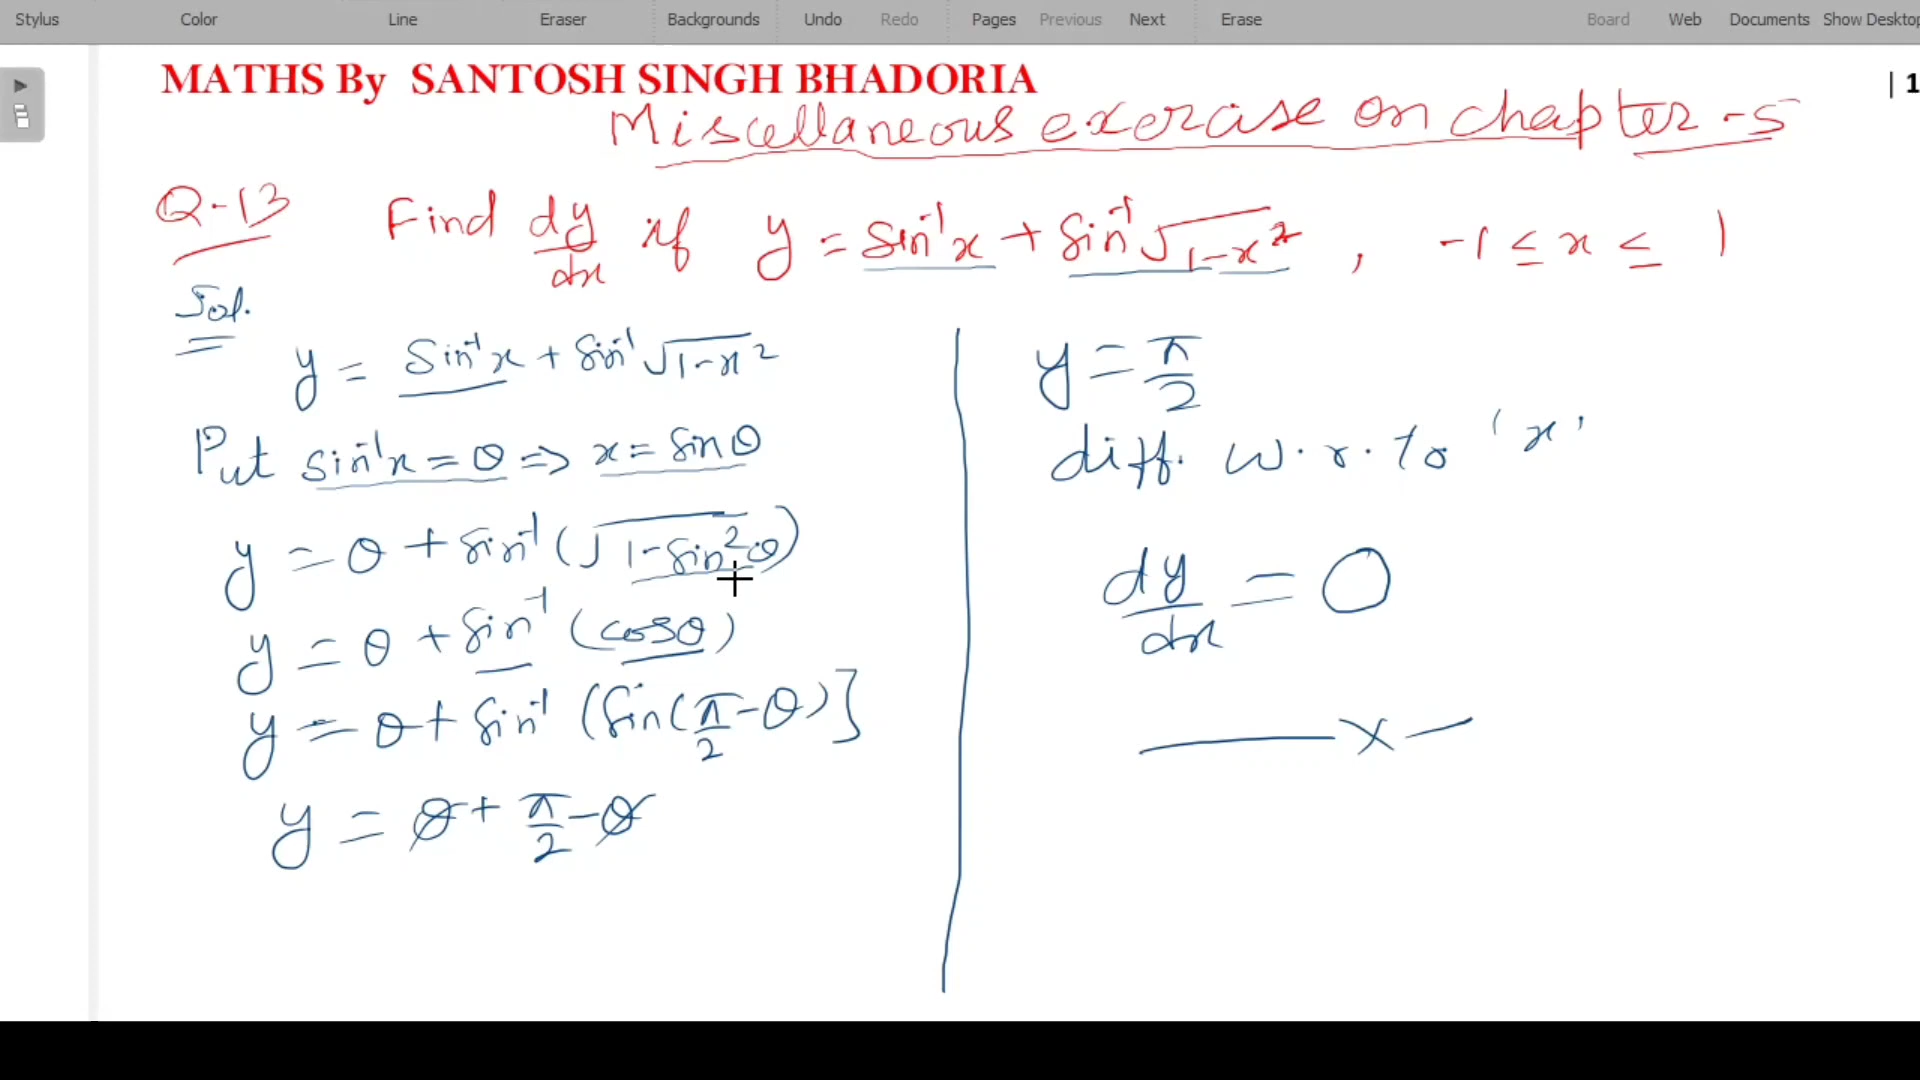 Stylus Color Line Eraser Backgrounds Undo Redo Pages Previous Next Erase Board Web Documents Show Desktop
MATHS By SANTOSH SINGH BHADORIA | 1
Miscellaneous exercise on chapter -5
Q-13 Find dy/dx if y = sin⁻¹x + sin⁻¹√(1-x²) , -1 ≤ x ≤ 1
Sol.
y = sin⁻¹x + sin⁻¹√(1-x²)
Put sin⁻¹x = θ => x = sinθ
y = θ + sin⁻¹(√(1-sin²θ))
y = θ + sin⁻¹(cosθ)
y = θ + sin⁻¹(sin(π/2-θ)]
y = θ + π/2 - θ
y = π/2
diff. w.r.to 'x'
dy/dx = 0
—x—